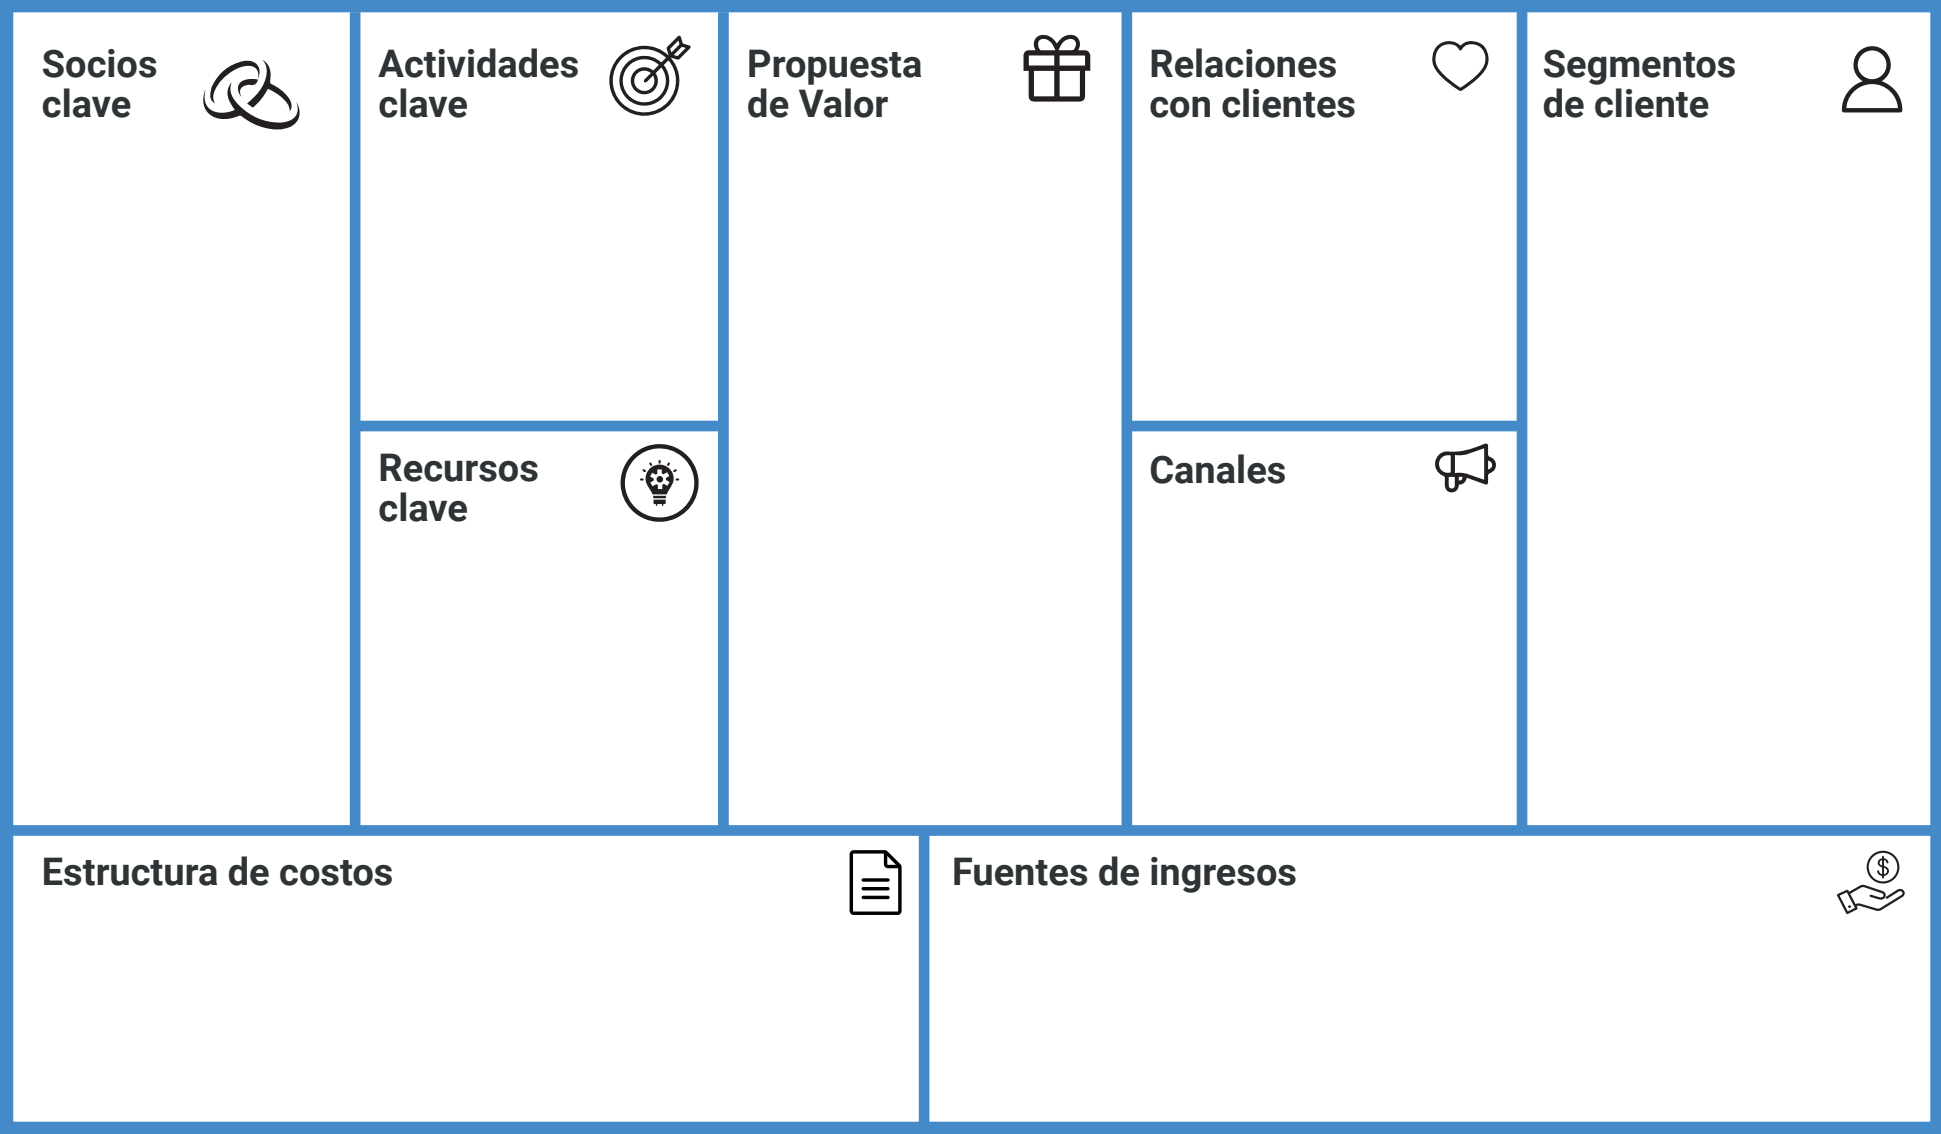 Socios
clave
Actividades
clave
Propuesta
de Valor
Relaciones
con clientes
Segmentos
de cliente
Recursos
clave
Canales
Estructura de costos
Fuentes de ingresos
$